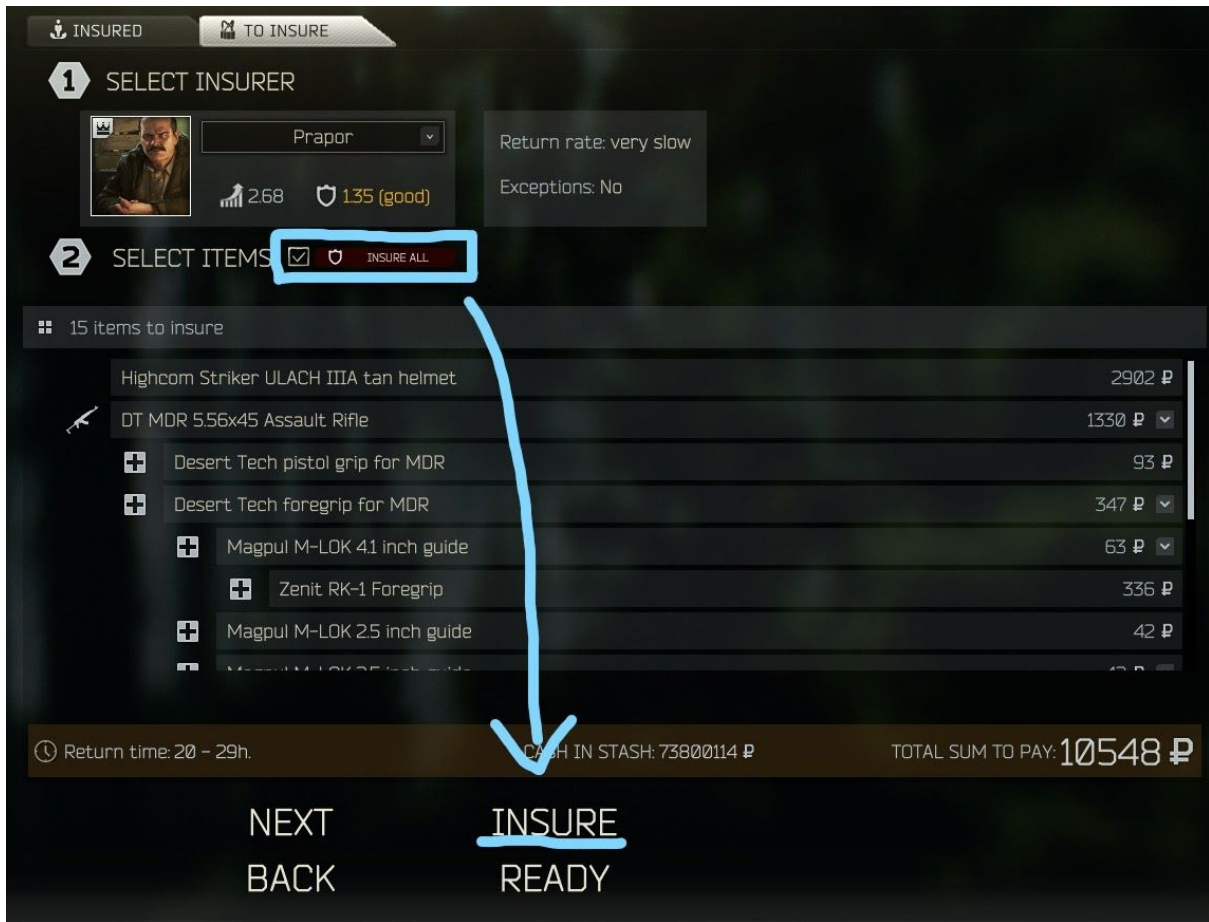 INSURED
TO INSURE
1 SELECT INSURER
Prapor
2.68 1.35 (good)
Return rate: very slow
Exceptions: No
2 SELECT ITEMS INSURE ALL
15 items to insure
Highcom Striker ULACH IIIA tan helmet 2902 ₽
DT MDR 5.56x45 Assault Rifle 1330 ₽
Desert Tech pistol grip for MDR 93 ₽
Desert Tech foregrip for MDR 347 ₽
Magpul M-LOK 4.1 inch guide 63 ₽
Zenit RK-1 Foregrip 336 ₽
Magpul M-LOK 2.5 inch guide 42 ₽
Return time: 20 - 29h. CASH IN STASH: 73800114 ₽ TOTAL SUM TO PAY: 10548 ₽
NEXT INSURE
BACK READY